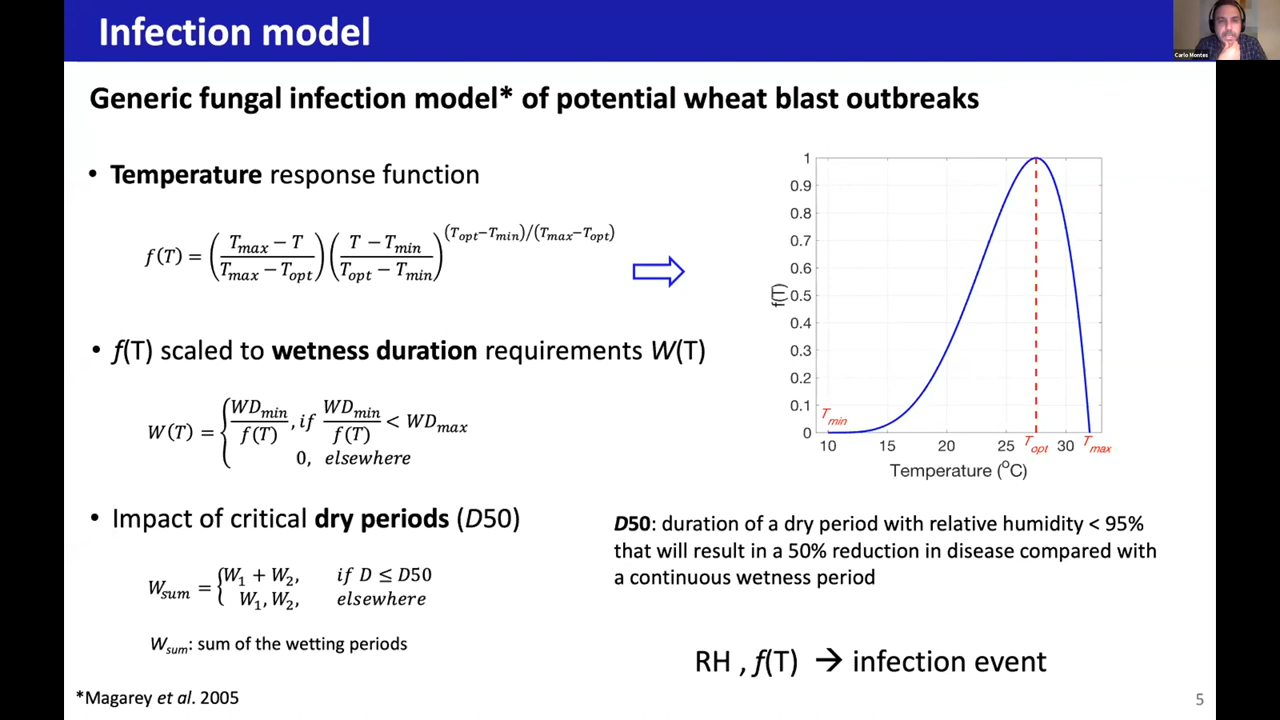 Infection model
Carlo Montes
Generic fungal infection model* of potential wheat blast outbreaks
• Temperature response function
f(T) = ((T_max − T)/(T_max − T_opt)) ((T − T_min)/(T_opt − T_min))^((T_opt−T_min)/(T_max−T_opt))
• f(T) scaled to wetness duration requirements W(T)
W(T) = { WD_min/f(T), if WD_min/f(T) < WD_max
0, elsewhere
• Impact of critical dry periods (D50)
W_sum = { W_1 + W_2, if D ≤ D50
W_1, W_2, elsewhere
W_sum: sum of the wetting periods
*Magarey et al. 2005
1
0.9
0.8
0.7
0.6
0.5
0.4
0.3
0.2
0.1
0
f(T)
T_min
10 15 20 25 T_opt 30 T_max
Temperature (°C)
D50: duration of a dry period with relative humidity < 95%
that will result in a 50% reduction in disease compared with
a continuous wetness period
RH , f(T) → infection event
5